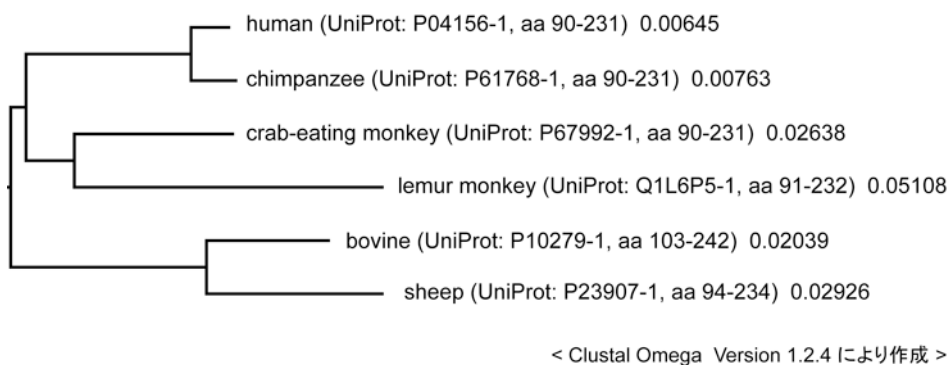 human (UniProt: P04156-1, aa 90-231) 0.00645
chimpanzee (UniProt: P61768-1, aa 90-231) 0.00763
crab-eating monkey (UniProt: P67992-1, aa 90-231) 0.02638
lemur monkey (UniProt: Q1L6P5-1, aa 91-232) 0.05108
bovine (UniProt: P10279-1, aa 103-242) 0.02039
sheep (UniProt: P23907-1, aa 94-234) 0.02926
< Clustal Omega Version 1.2.4 により作成 >